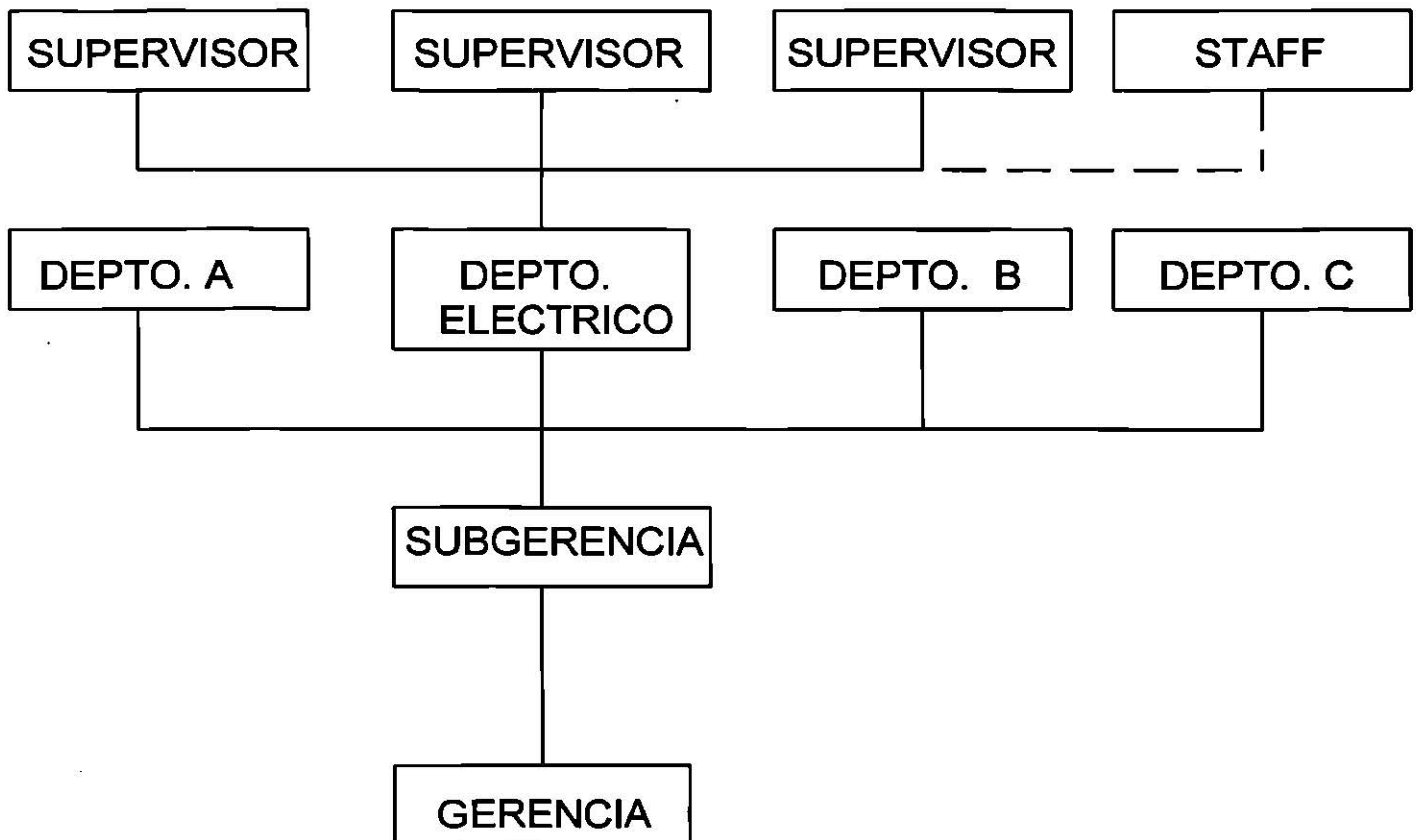 SUPERVISOR
SUPERVISOR
SUPERVISOR
STAFF
DEPTO. A
DEPTO.
ELECTRICO
DEPTO. B
DEPTO. C
SUBGERENCIA
GERENCIA